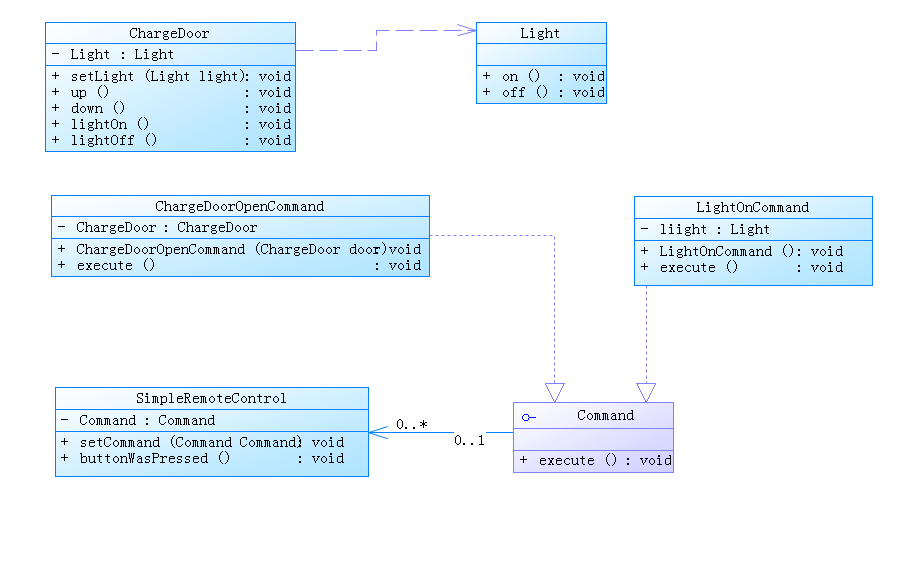 ChargeDoor
- Light : Light
+ setLight (Light light): void
+ up () : void
+ down () : void
+ lightOn () : void
+ lightOff () : void
Light
+ on () : void
+ off () : void
ChargeDoorOpenCommand
- ChargeDoor : ChargeDoor
+ ChargeDoorOpenCommand (ChargeDoor door):void
+ execute () : void
LightOnCommand
- liight : Light
+ LightOnCommand (): void
+ execute () : void
SimpleRemoteControl
- Command : Command
+ setCommand (Command Command): void
+ buttonWasPressed () : void
0..*
0..1
Command
+ execute () : void